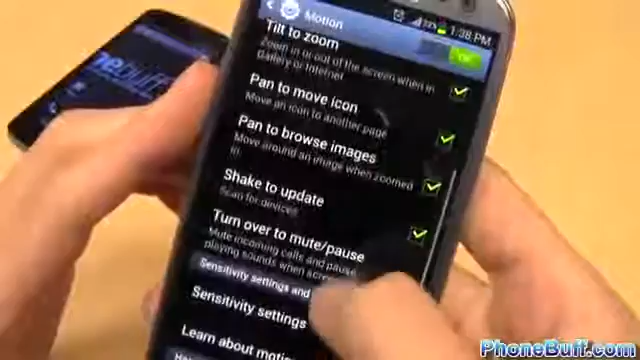 Motion
1:38 PM
ON
Tilt to zoom
Zoom in or out of the screen when in
Gallery or Internet
Pan to move icon
Move an icon to another page
Pan to browse images
Move around an image when zoomed
in
Shake to update
Scan for devices
Turn over to mute/pause
Mute incoming calls and pause
playing sounds when
Sensitivity settings and
Sensitivity settings
Learn about motion
PhoneBuff.com